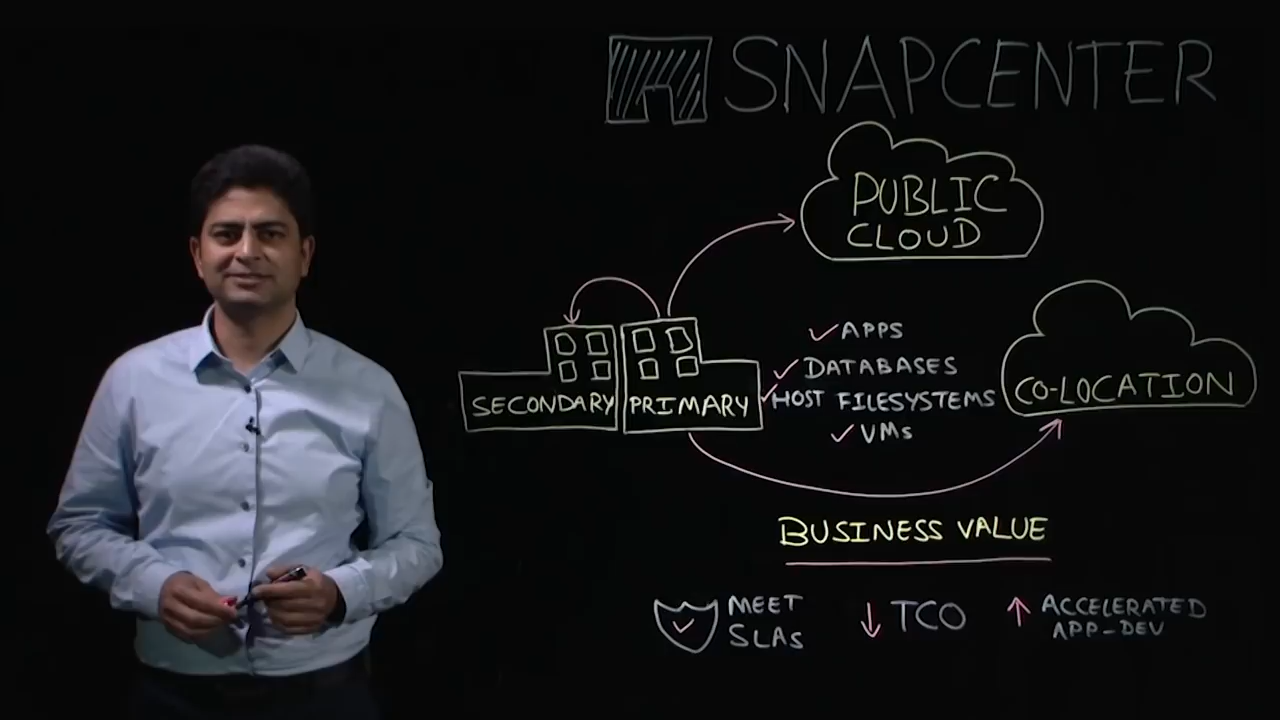 SNAPCENTER
PUBLIC
CLOUD
SECONDARY
PRIMARY
APPS
DATABASES
HOST FILESYSTEMS
VMs
CO-LOCATION
BUSINESS VALUE
MEET
SLAs
TCO
ACCELERATED
APP-DEV